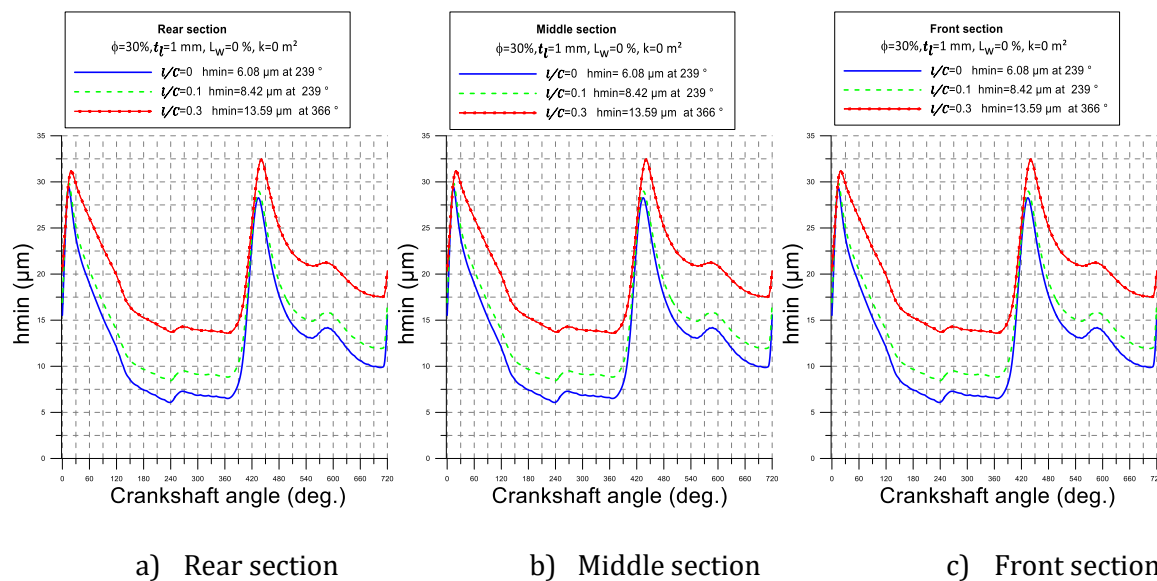 Rear section
ϕ=30%,t_l=1 mm, L_W=0 %, k=0 m²
l/C=0 hmin= 6.08 µm at 239 °
l/C=0.1 hmin=8.42 µm at 239 °
l/C=0.3 hmin=13.59 µm at 366 °
35
30
25
20
15
10
5
0
hmin (µm)
0 60 120 180 240 300 360 420 480 540 600 660 720
Crankshaft angle (deg.)
a) Rear section
Middle section
ϕ=30%,t_l=1 mm, L_W=0 %, k=0 m²
l/C=0 hmin= 6.08 µm at 239 °
l/C=0.1 hmin=8.42 µm at 239 °
l/C=0.3 hmin=13.59 µm at 366 °
35
30
25
20
15
10
5
0
hmin (µm)
0 60 120 180 240 300 360 420 480 540 600 660 720
Crankshaft angle (deg.)
b) Middle section
Front section
ϕ=30%,t_l=1 mm, L_W=0 %, k=0 m²
l/C=0 hmin= 6.08 µm at 239 °
l/C=0.1 hmin=8.42 µm at 239 °
l/C=0.3 hmin=13.59 µm at 366 °
35
30
25
20
15
10
5
0
hmin (µm)
0 60 120 180 240 300 360 420 480 540 600 660 720
Crankshaft angle (deg.)
c) Front section